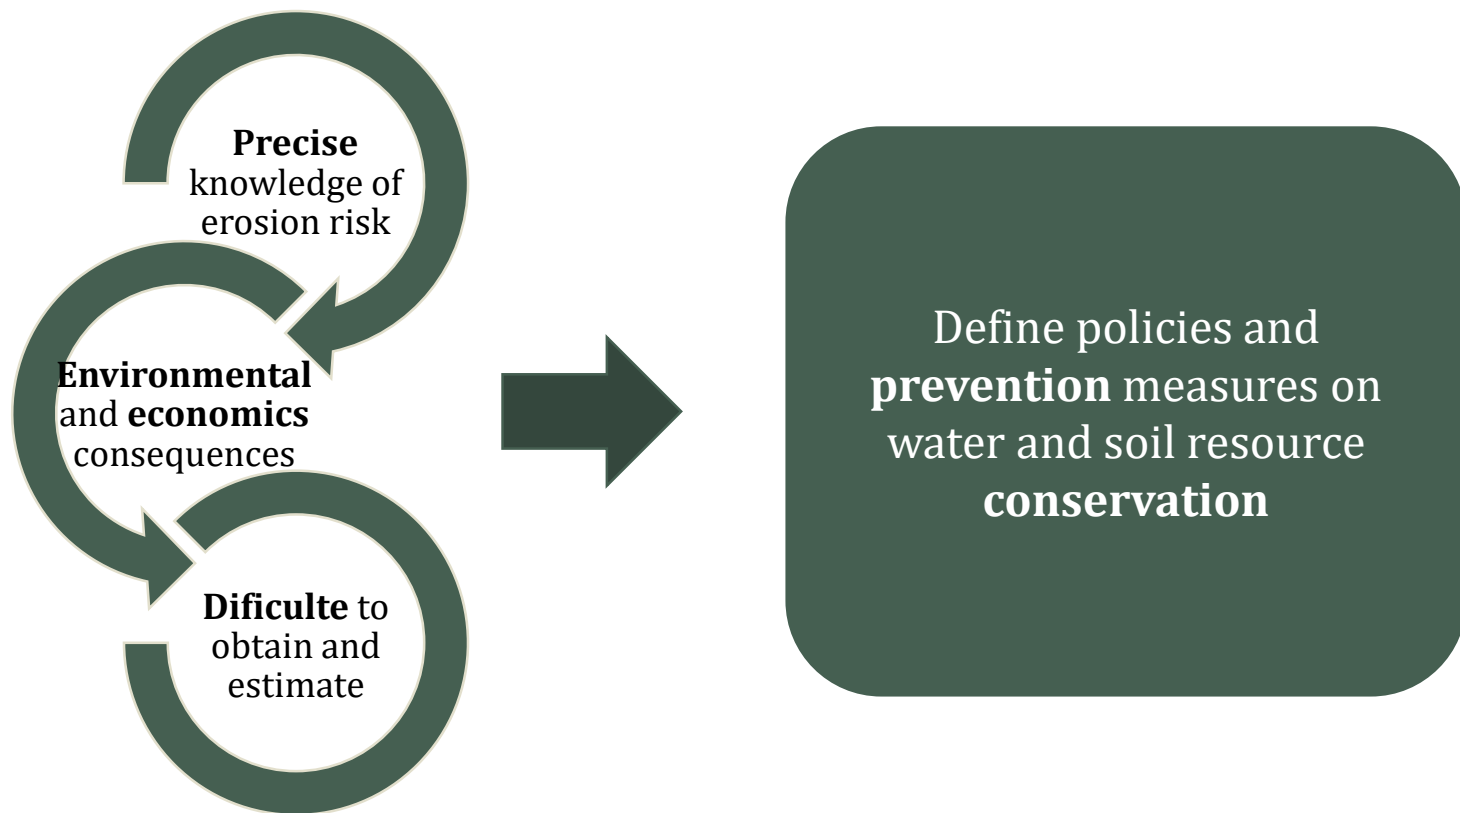 Precise
knowledge of
erosion risk
Environmental
and economics
consequences
Dificulte to
obtain and
estimate
Define policies and
prevention measures on
water and soil resource
conservation